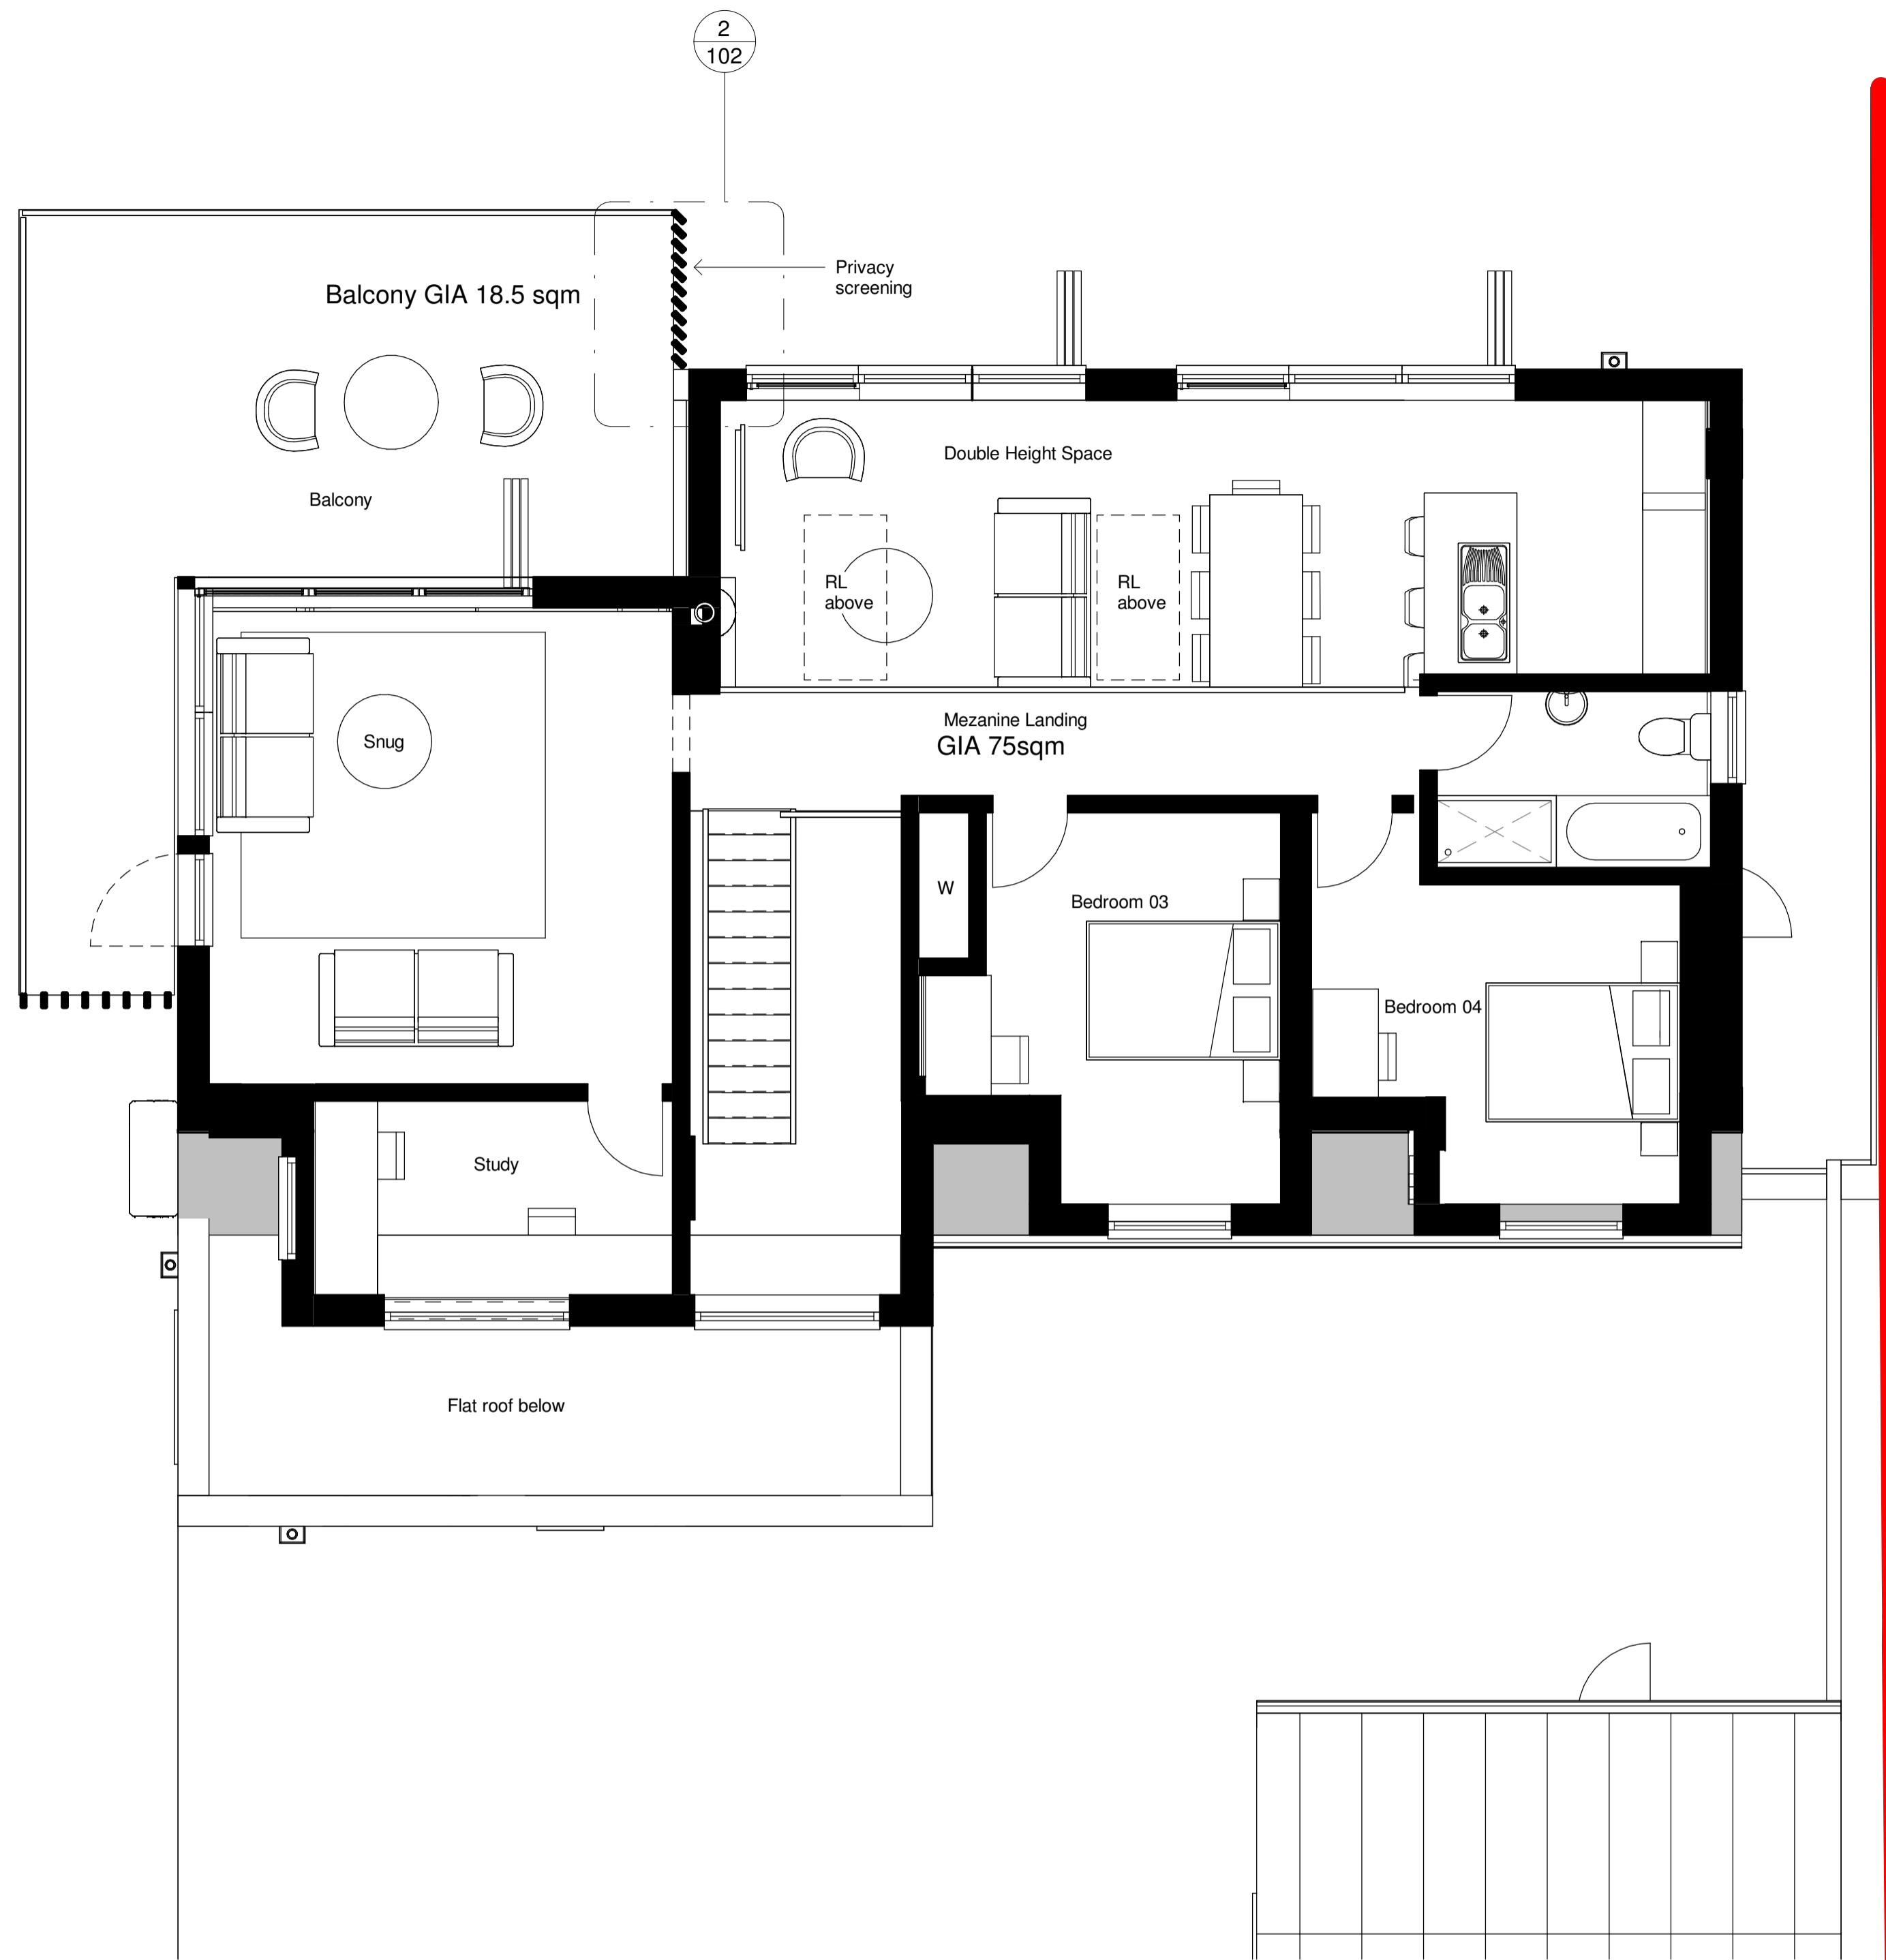 2
102
Privacy
screening
Balcony GIA 18.5 sqm
Double Height Space
Balcony
RL
above
RL
above
Mezanine Landing
GIA 75sqm
Snug
W
Bedroom 03
Bedroom 04
Study
Flat roof below